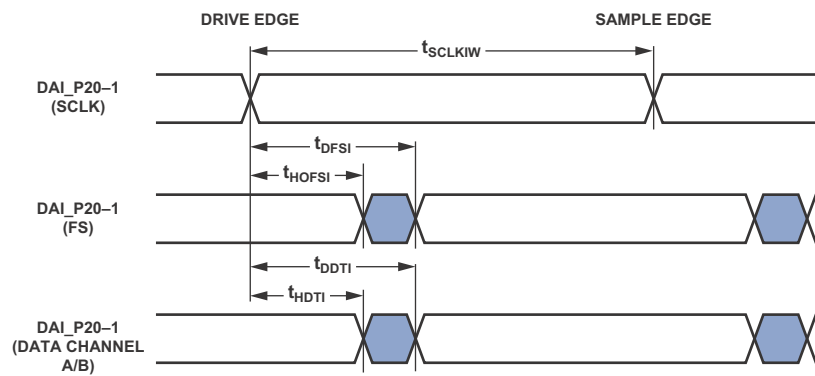 DRIVE EDGE
SAMPLE EDGE
tSCLKIW
DAI_P20–1
(SCLK)
tDFSI
tHOFSI
DAI_P20–1
(FS)
tDDTI
tHDTI
DAI_P20–1
(DATA CHANNEL
A/B)